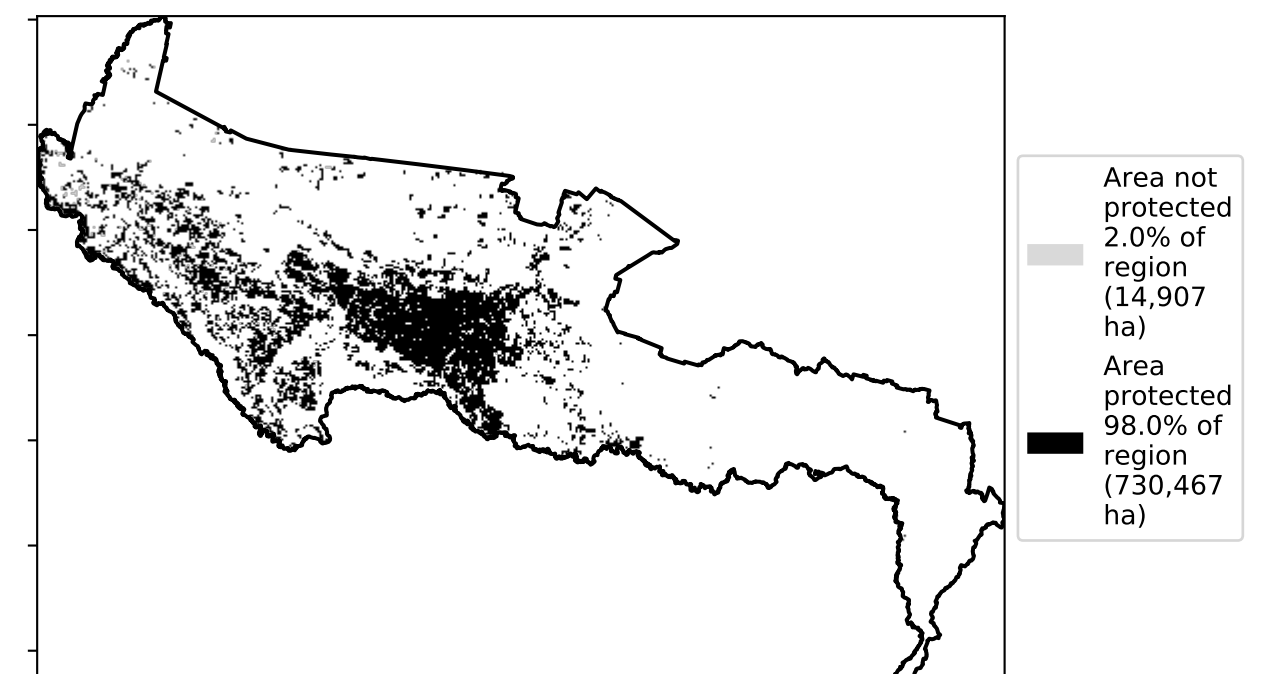 Area not
protected
2.0% of
region
(14,907
ha)
Area
protected
98.0% of
region
(730,467
ha)